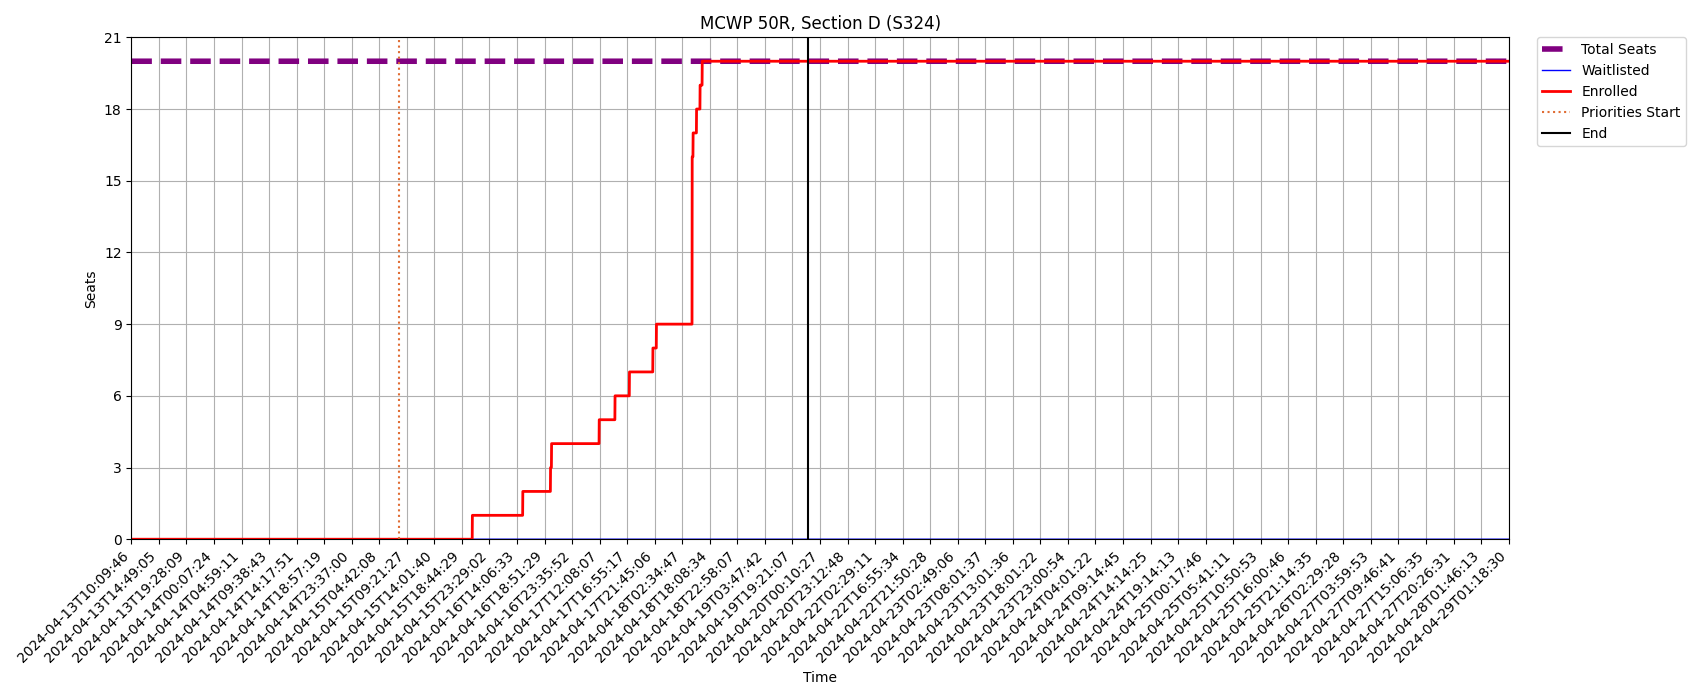 MCWP 50R, Section D (S324)
21
18
15
12
9
6
3
0
Seats
Total Seats
Waitlisted
Enrolled
Priorities Start
End
2024-04-13T10:09:46
2024-04-13T14:49:05
2024-04-13T19:28:09
2024-04-14T00:07:24
2024-04-14T04:59:11
2024-04-14T09:38:43
2024-04-14T14:17:51
2024-04-14T18:57:19
2024-04-14T23:37:00
2024-04-15T04:42:08
2024-04-15T09:21:27
2024-04-15T14:01:40
2024-04-15T18:44:29
2024-04-15T23:29:02
2024-04-16T14:06:33
2024-04-16T18:51:29
2024-04-16T23:35:52
2024-04-17T12:08:07
2024-04-17T16:55:17
2024-04-17T21:45:06
2024-04-18T02:34:47
2024-04-18T18:08:34
2024-04-18T22:58:07
2024-04-19T03:47:42
2024-04-19T19:21:07
2024-04-20T00:10:27
2024-04-20T23:12:48
2024-04-22T02:29:11
2024-04-22T16:55:34
2024-04-22T21:50:28
2024-04-23T02:49:06
2024-04-23T08:01:37
2024-04-23T13:01:36
2024-04-23T18:01:22
2024-04-23T23:00:54
2024-04-24T04:01:22
2024-04-24T09:14:45
2024-04-24T14:14:25
2024-04-24T19:14:13
2024-04-25T00:17:46
2024-04-25T05:41:11
2024-04-25T10:50:53
2024-04-25T16:00:46
2024-04-25T21:14:35
2024-04-26T02:29:28
2024-04-27T03:59:53
2024-04-27T09:46:41
2024-04-27T15:06:35
2024-04-27T20:26:31
2024-04-28T01:46:13
2024-04-29T01:18:30
Time